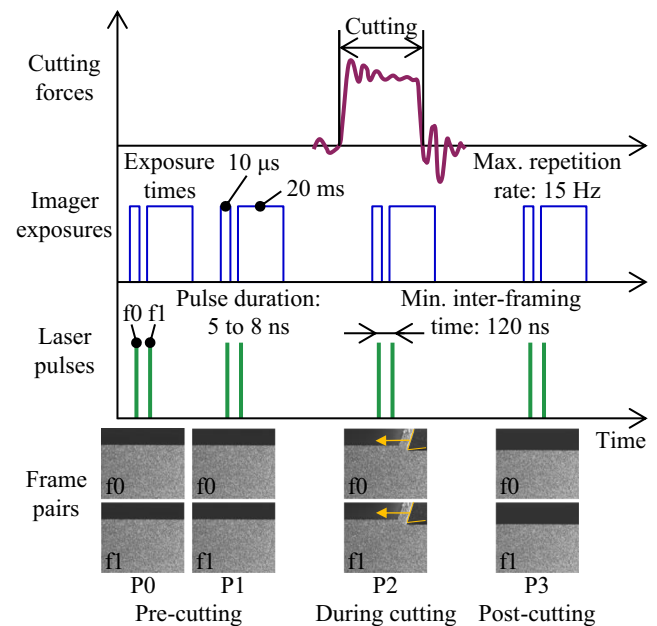 Cutting
Cutting
forces
Exposure
times
10 μs
20 ms
Max. repetition
rate: 15 Hz
Imager
exposures
Pulse duration:
5 to 8 ns
Min. inter-framing
time: 120 ns
f0 f1
Laser
pulses
Time
Frame
pairs
f0
f0
f0
f0
f1
f1
f1
f1
P0
P1
P2
P3
Pre-cutting
During cutting
Post-cutting